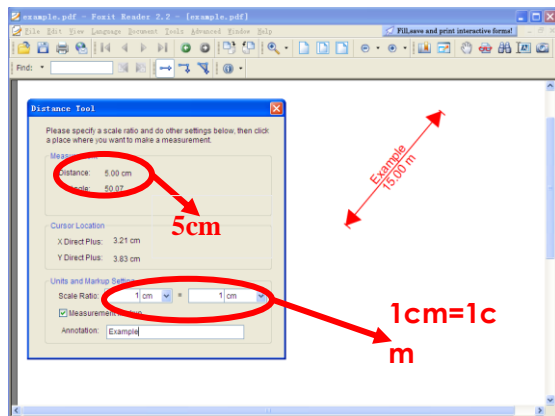 example.pdf - Foxit Reader 2.2 - [example.pdf]
File Edit View Language Document Tools Advanced Window Help
Fill,save and print interactive forms!
Find:
Distance Tool
Please specify a scale ratio and do other settings below, then click
a place where you want to make a measurement.
Distance: 5.00 cm
50.07
5cm
Cursor Location
X Direct Plus: 3.21 cm
Y Direct Plus: 3.83 cm
Units and Markup Setting
Scale Ratio: 1 cm = 1 cm
Measurement
Annotation: Example
Example
15.00 m
1cm=1c
m